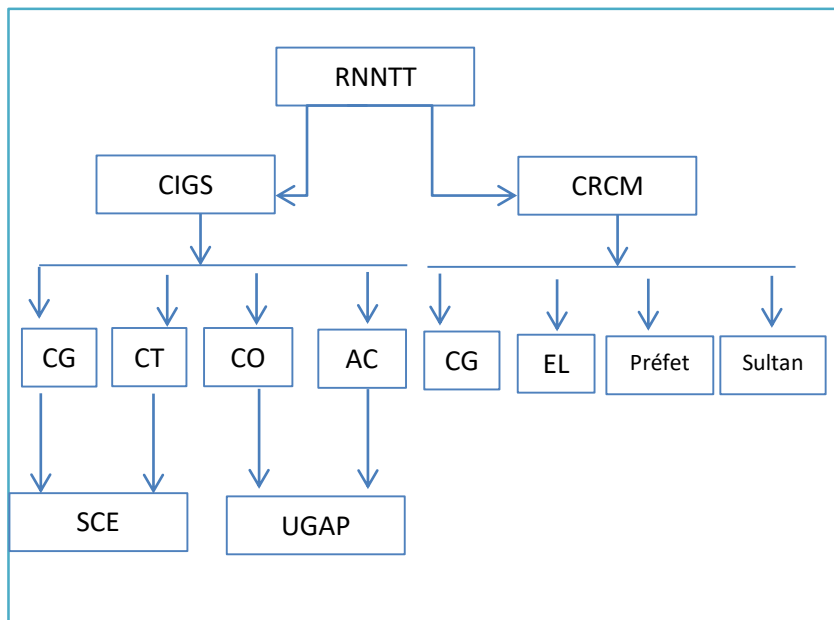 RNNTT
CIGS
CRCM
CG
CT
CO
AC
CG
EL
Préfet
Sultan
SCE
UGAP